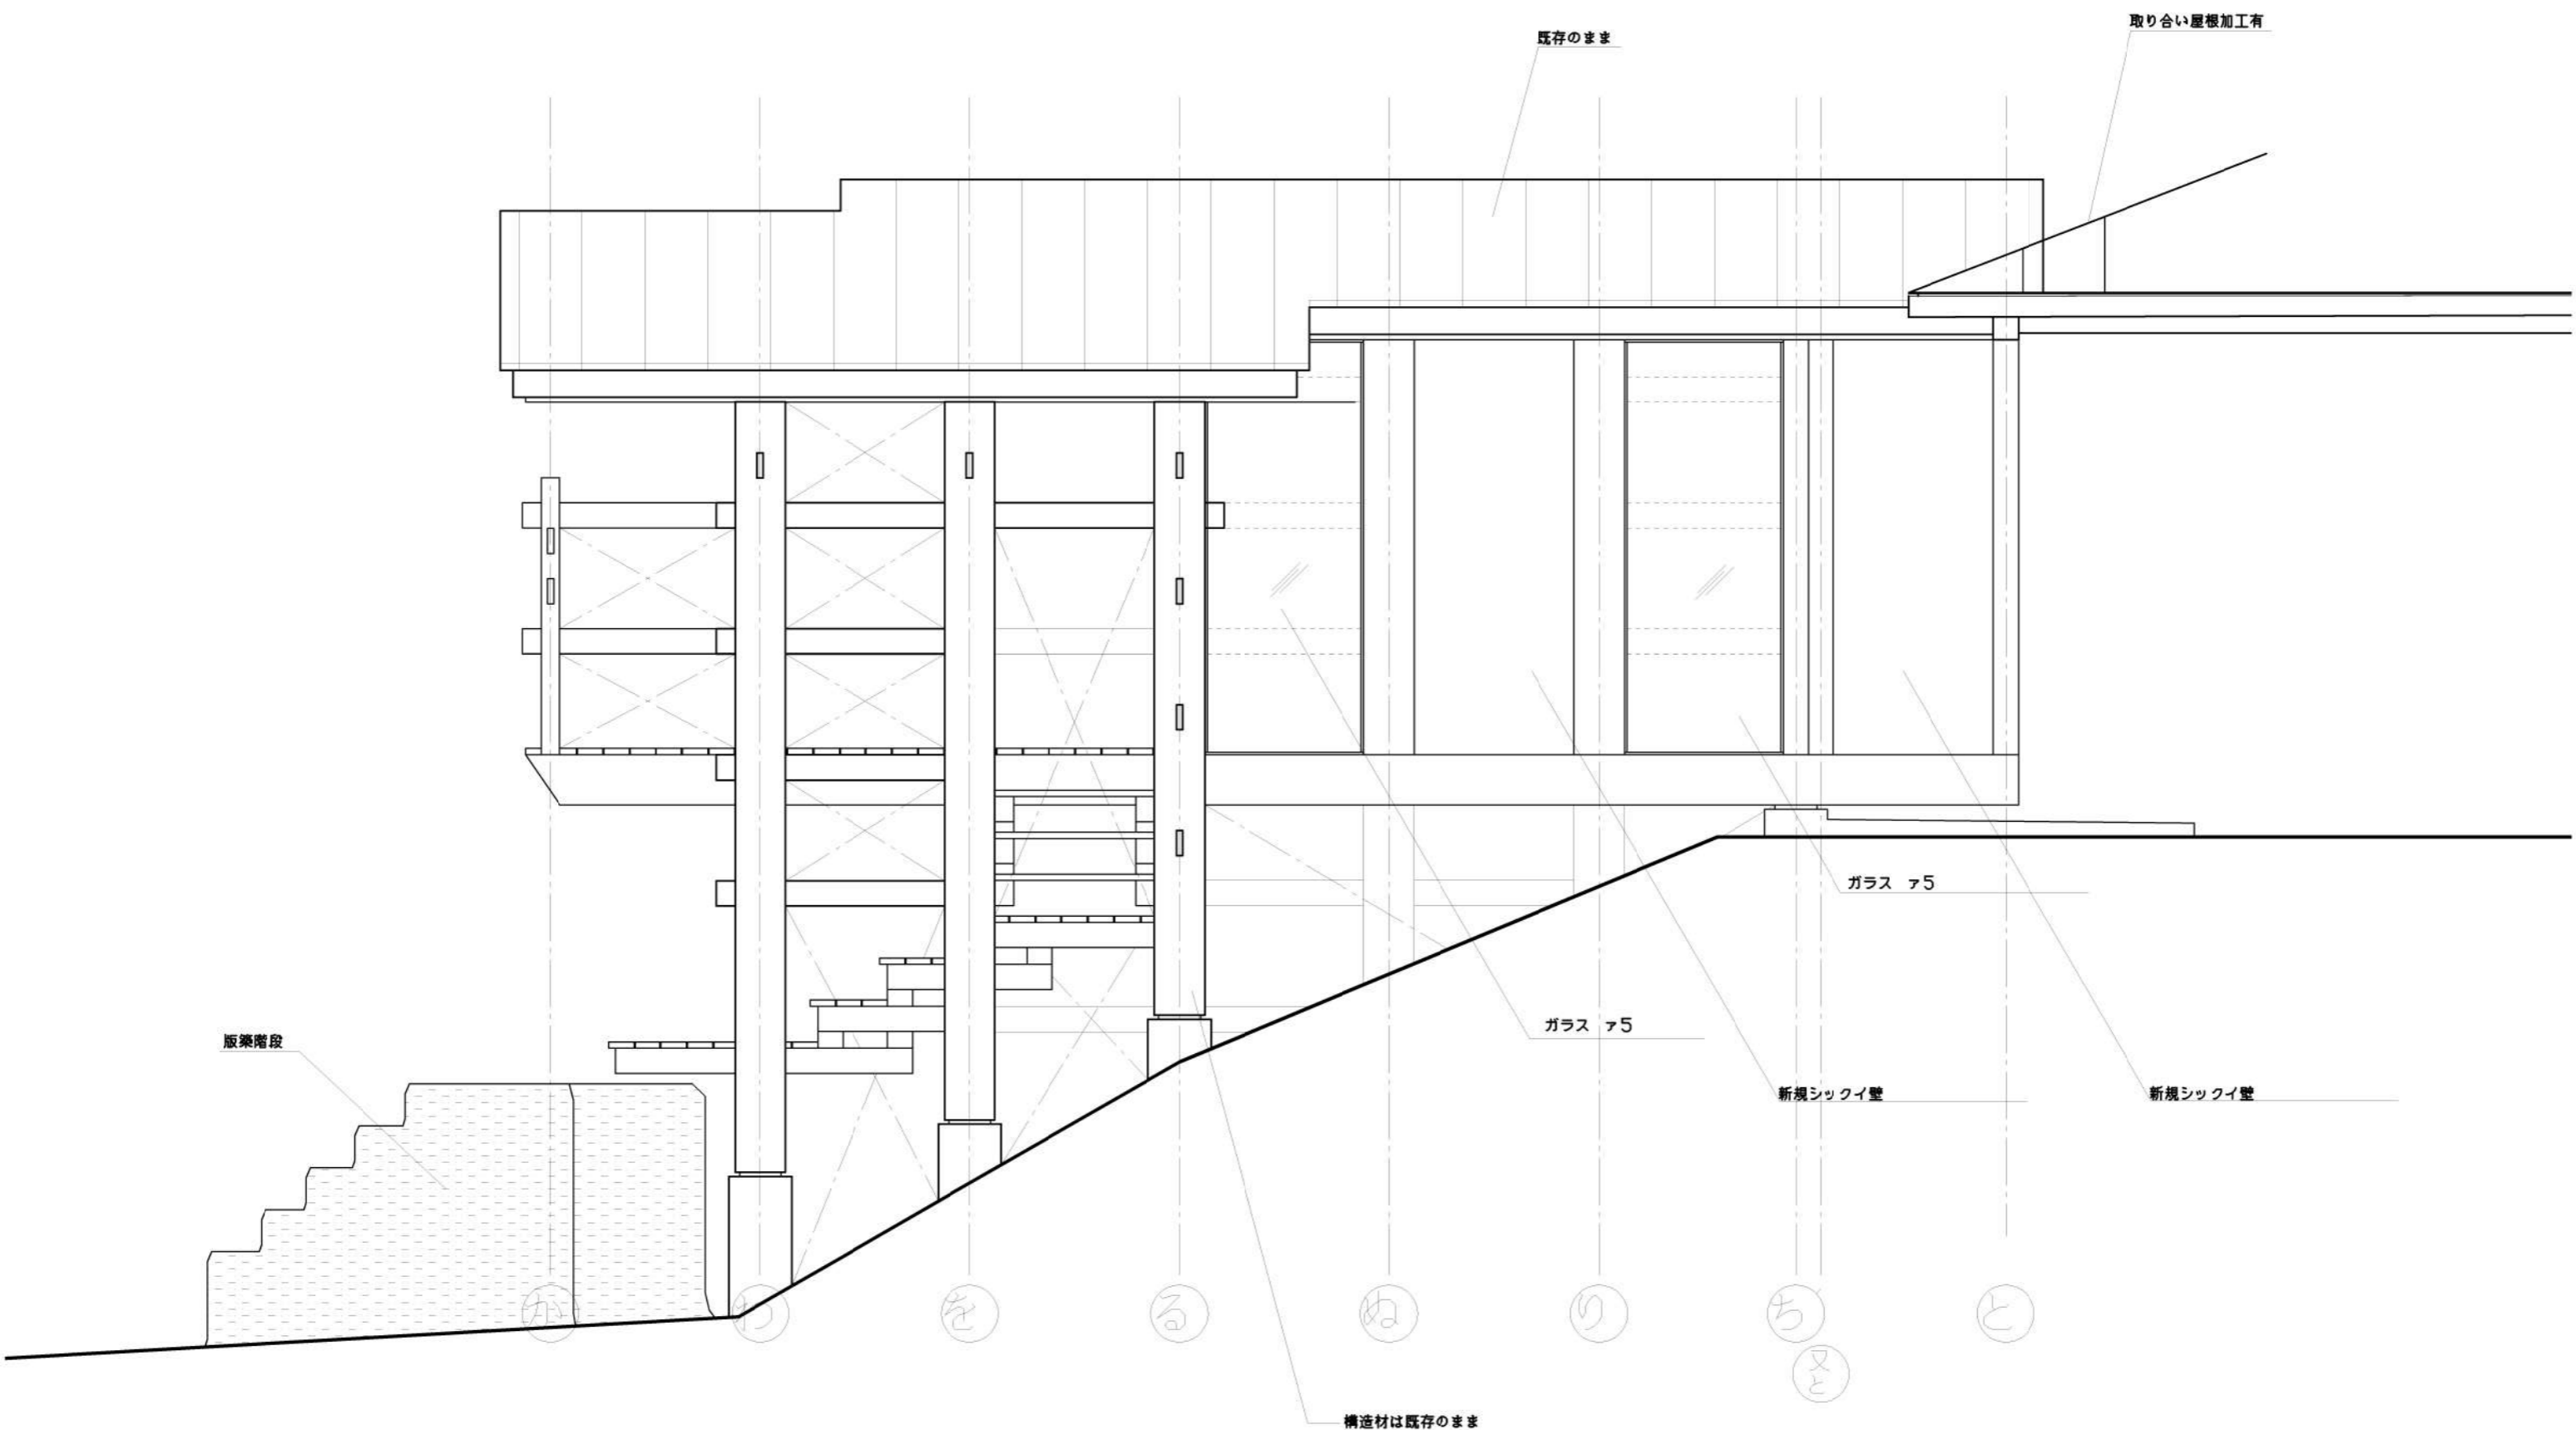 取り合い屋根加工有
既存のまま
ガラス ｧ5
ガラス ｧ5
版築階段
新規シックイ壁
新規シックイ壁
か
わ
を
る
ぬ
り
ち
と
又と
構造材は既存のまま